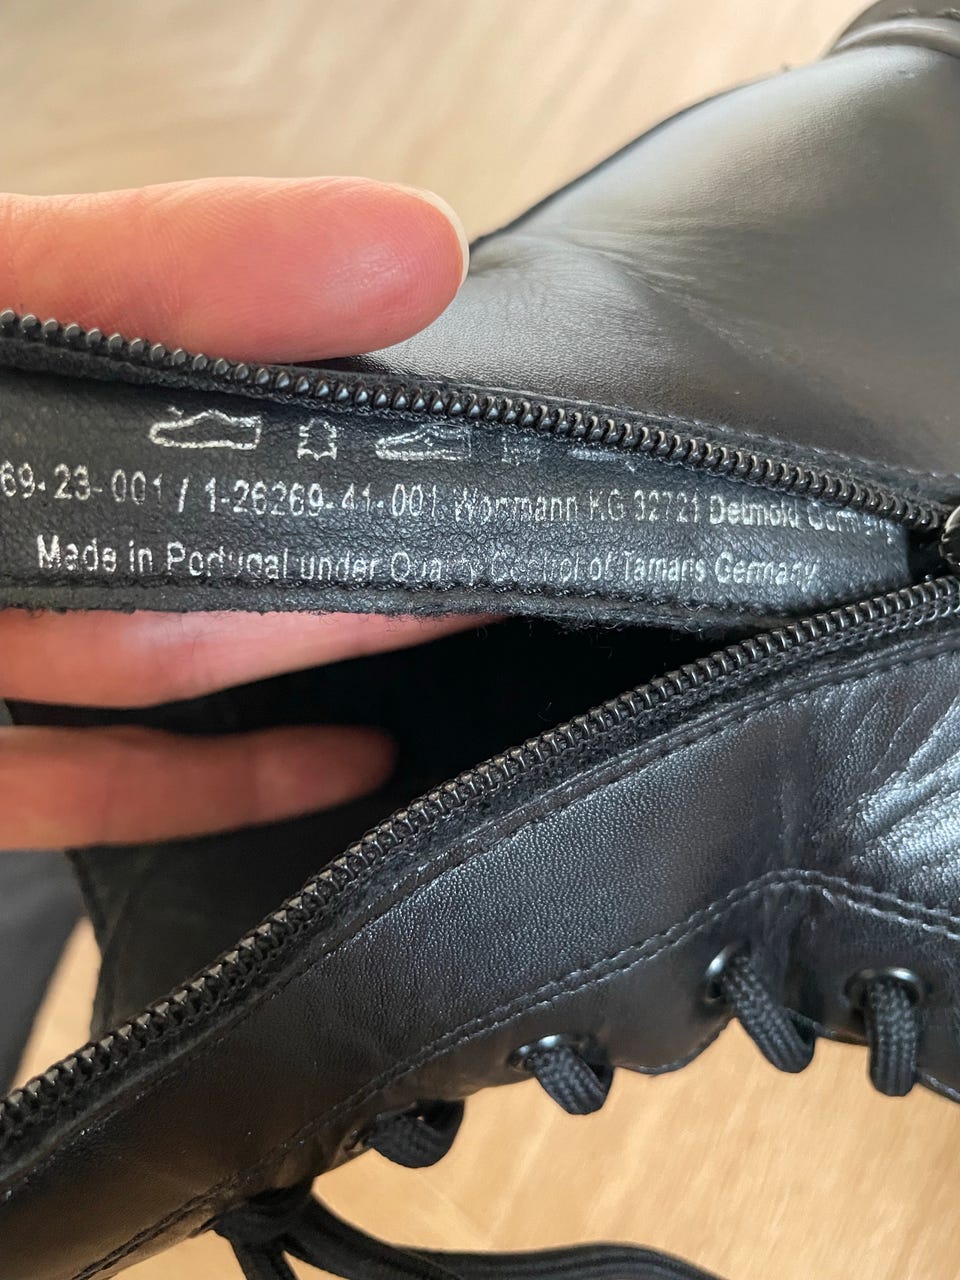 69-23-001 / 1-26269-41-001 Wortmann KG 32721 Detmold
Made in Portugal under Quality Control of Tamaris Germany